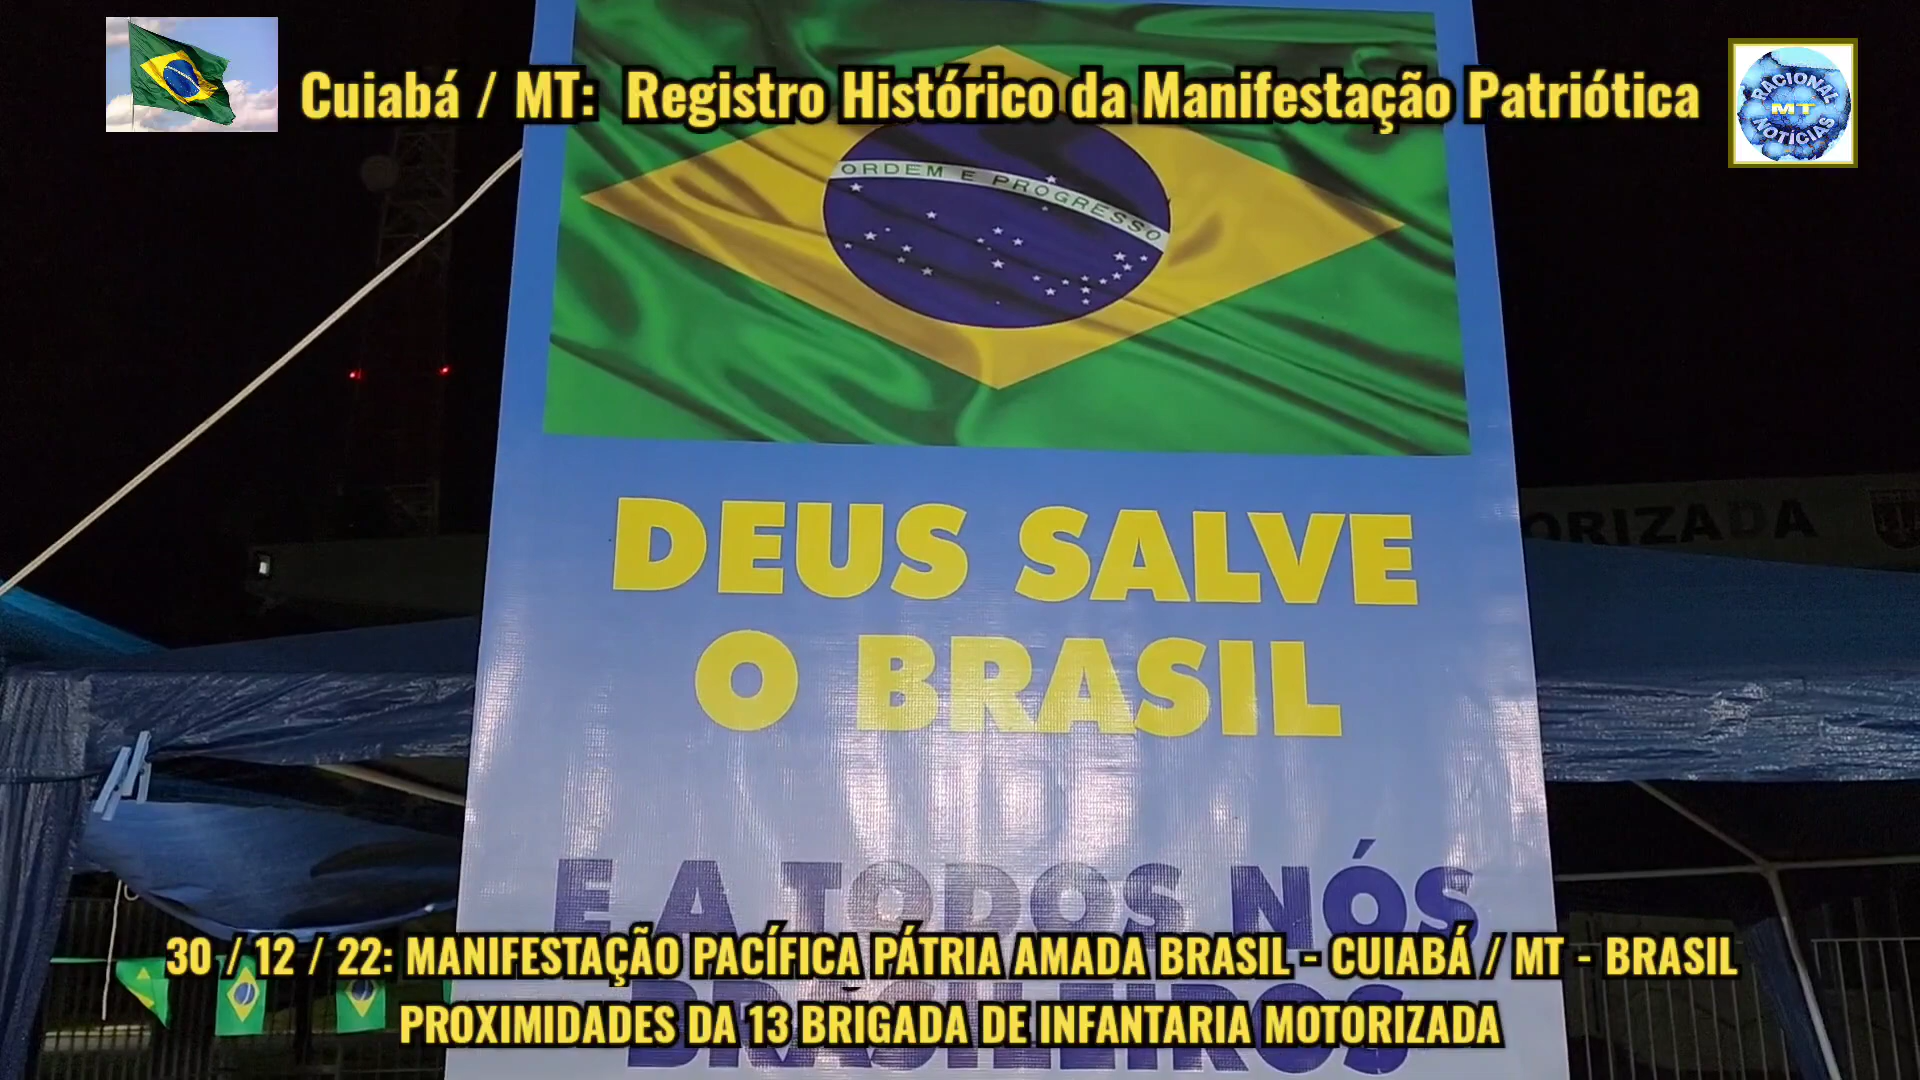 Cuiabá / MT: Registro Histórico da Manifestação Patriótica
RACIONAL
MT
NOTÍCIAS
ORDEM E PROGRESSO
DEUS SALVE
O BRASIL
ORIZADA
E A TODOS NÓS
BRASILEIROS
30 / 12 / 22: MANIFESTAÇÃO PACÍFICA PÁTRIA AMADA BRASIL - CUIABÁ / MT - BRASIL
PROXIMIDADES DA 13 BRIGADA DE INFANTARIA MOTORIZADA